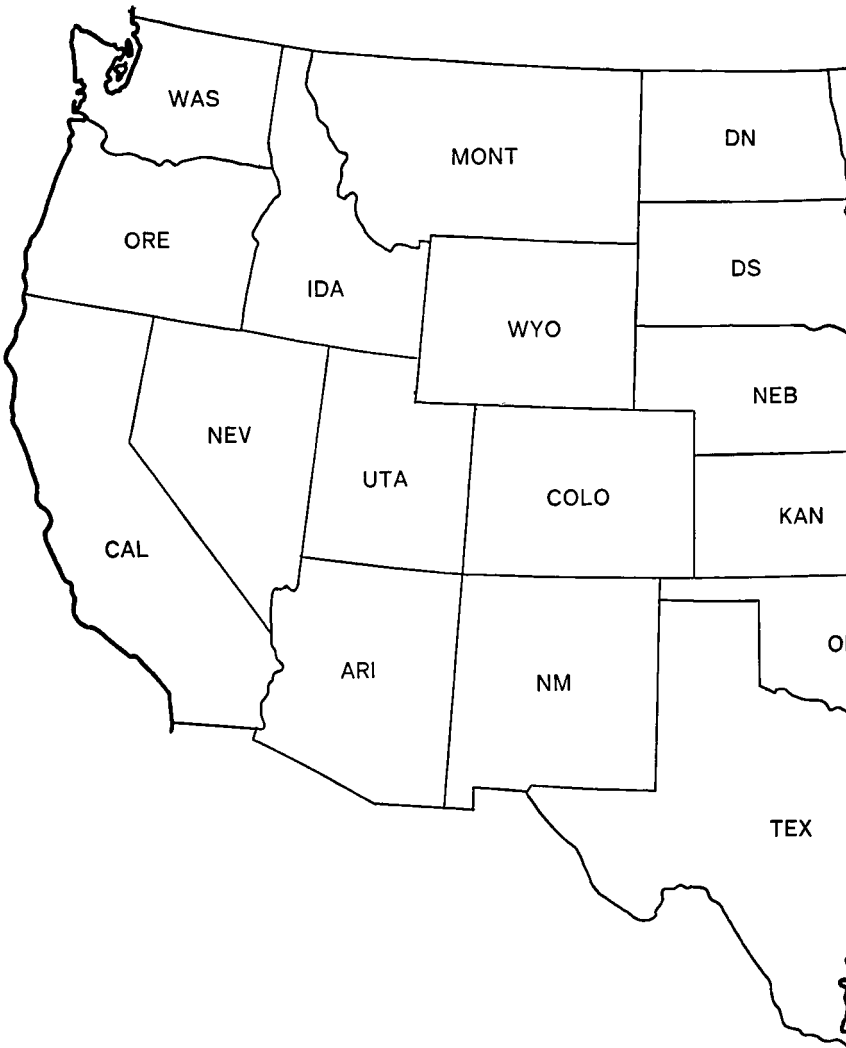 WAS
DN
MONT
ORE
DS
IDA
WYO
NEB
NEV
UTA
COLO
KAN
CAL
ARI
NM
TEX